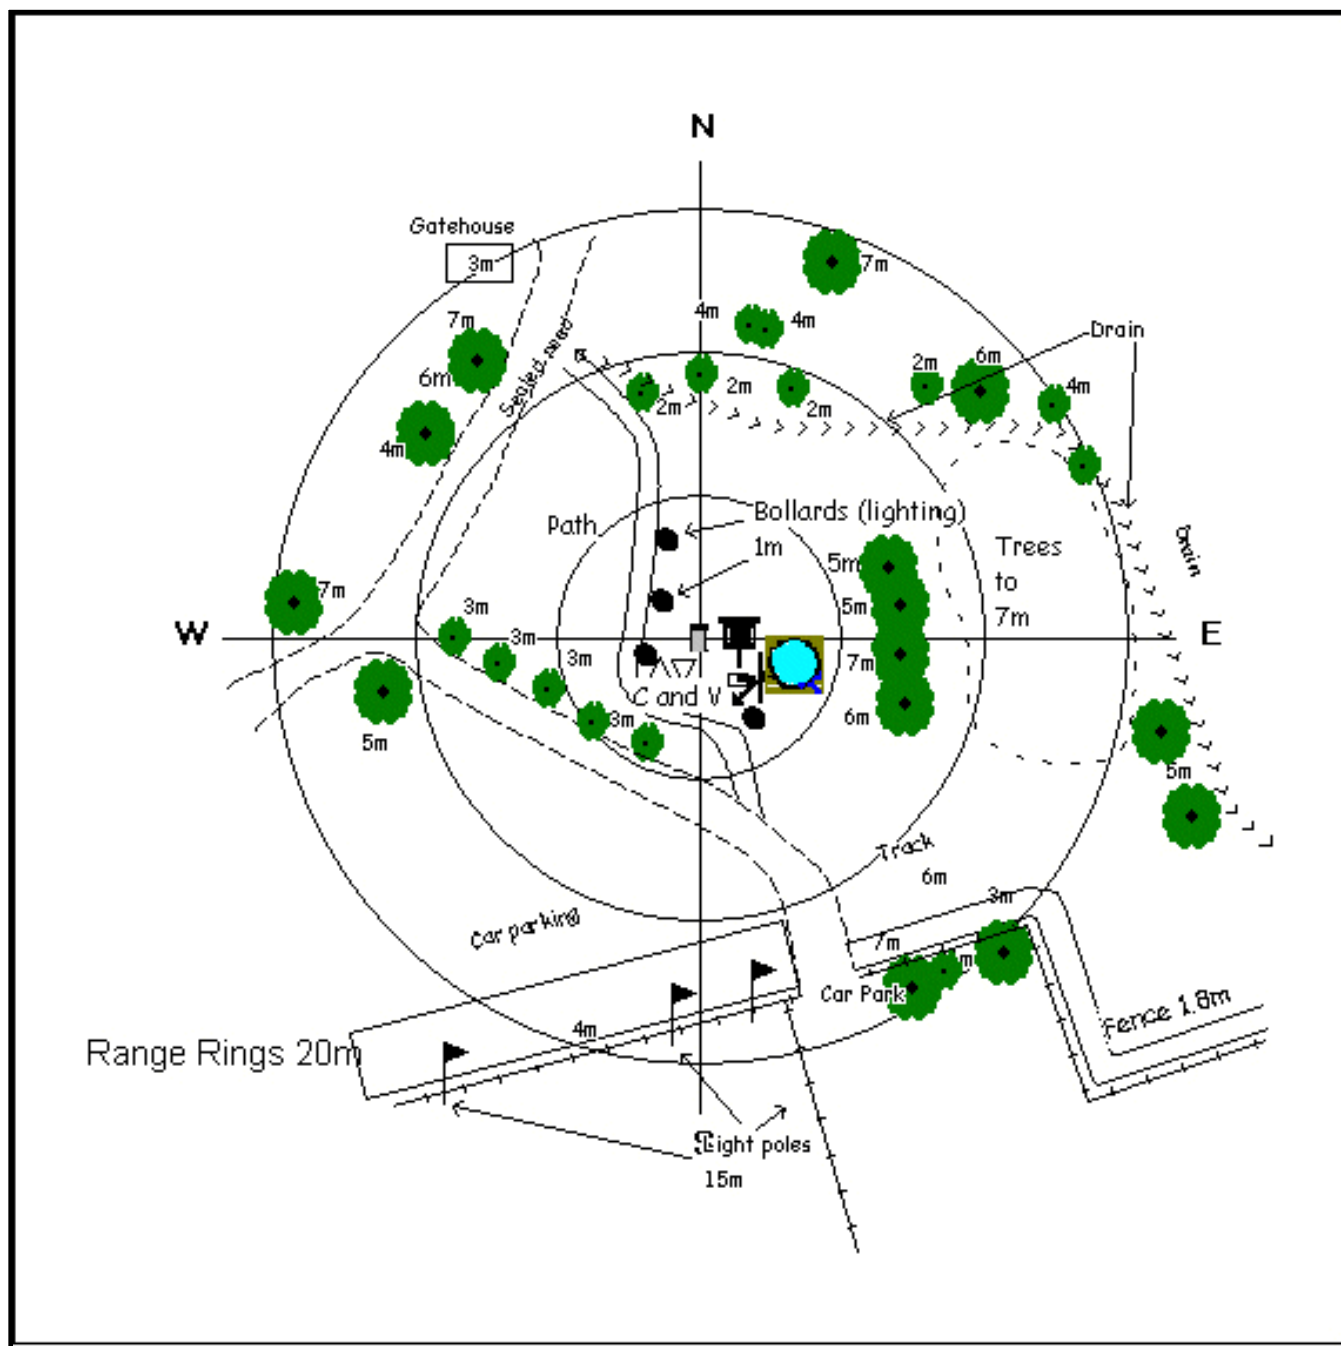 N
Gatehouse
3m
7m
4m
4m
Drain
7m
6m
Sealed road
2m
6m
4m
2m
2m
2m
4m
Path
Bollards (lighting)
1m
Drain
Trees
to
7m
5m
5m
7m
W
E
3m
3m
3m
3m
7m
C and V
6m
5m
5m
Track
6m
3m
Car parking
7m
m
Car Park
Fence 1.8m
4m
Range Rings 20m
S
Light poles
15m